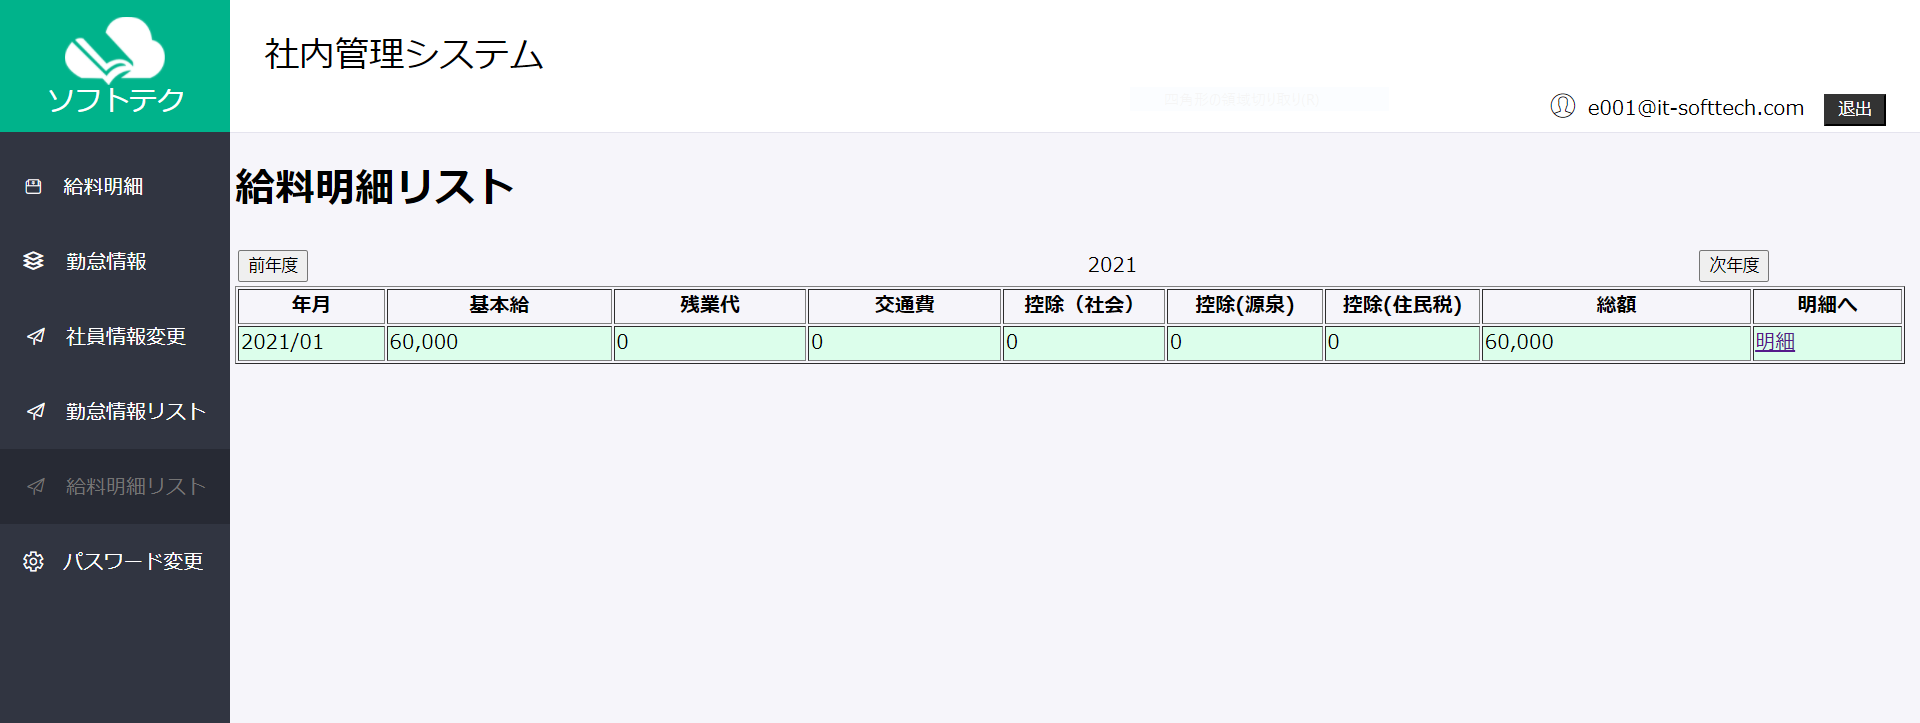 ソフトテク
社内管理システム
e001@it-softtech.com 退出
給料明細
勤怠情報
社員情報変更
勤怠情報リスト
給料明細リスト
パスワード変更
給料明細リスト
前年度 2021 次年度
年月 基本給 残業代 交通費 控除（社会） 控除(源泉) 控除(住民税) 総額 明細へ
2021/01 60,000 0 0 0 0 0 60,000 明細